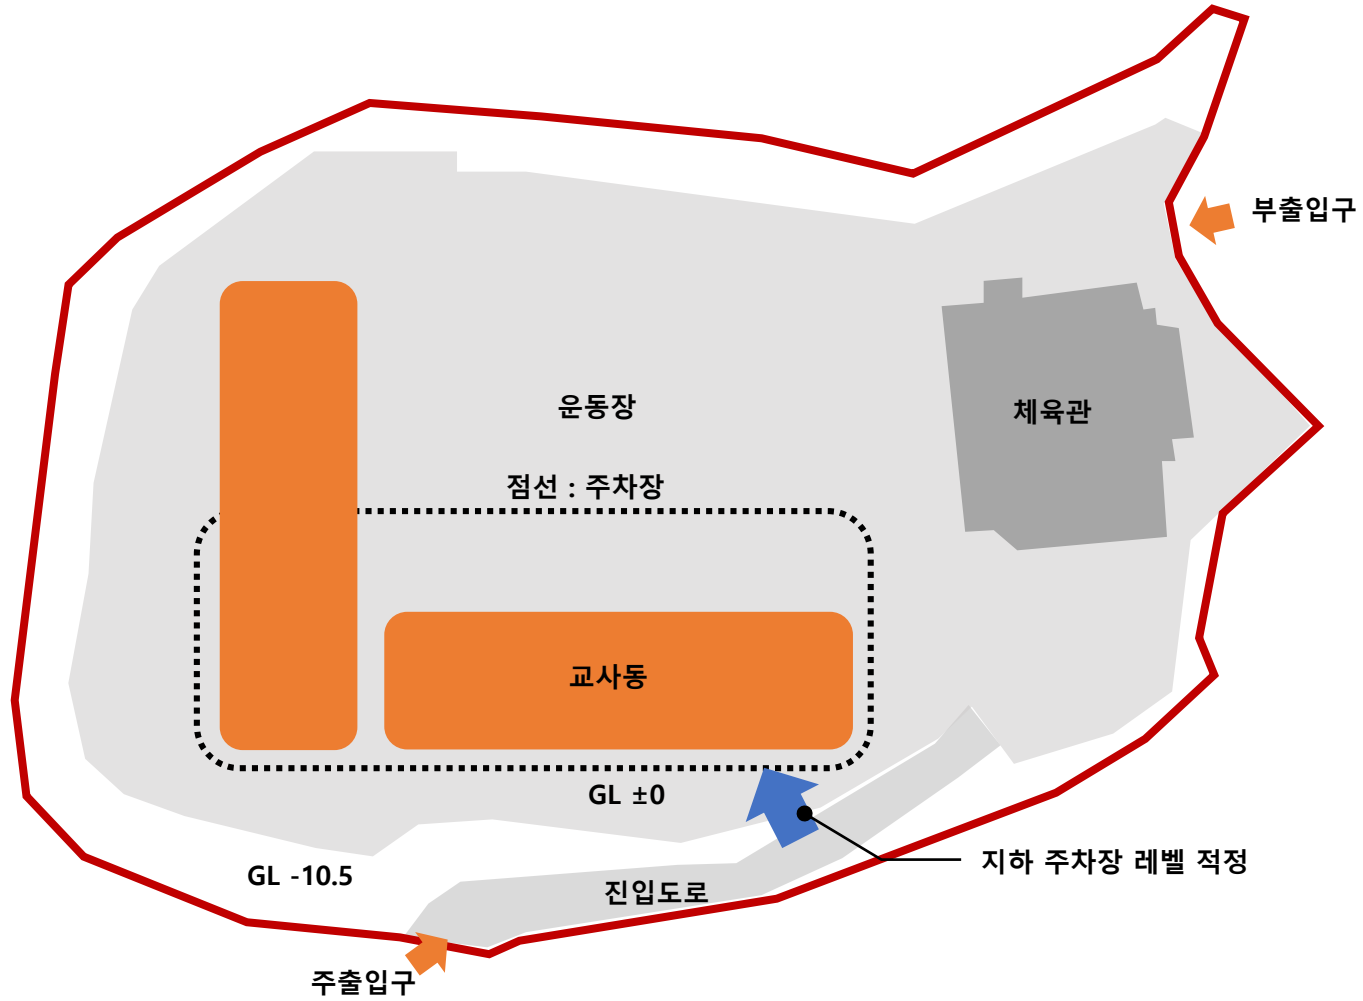 부출입구
운동장
체육관
점선 : 주차장
교사동
GL ±0
지하 주차장 레벨 적정
GL -10.5
진입도로
주출입구